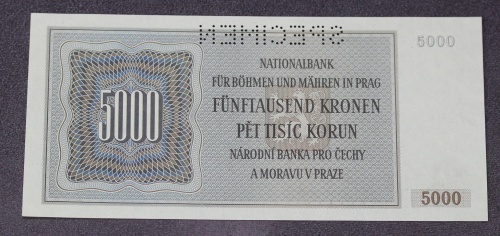 SPECIMEN
5000
NATIONALBANK
FÜR BÖHMEN UND MÄHREN IN PRAG
FÜNFTAUSEND KRONEN
PĚT TISÍC KORUN
NÁRODNÍ BANKA PRO ČECHY
A MORAVU V PRAZE
5000
5000